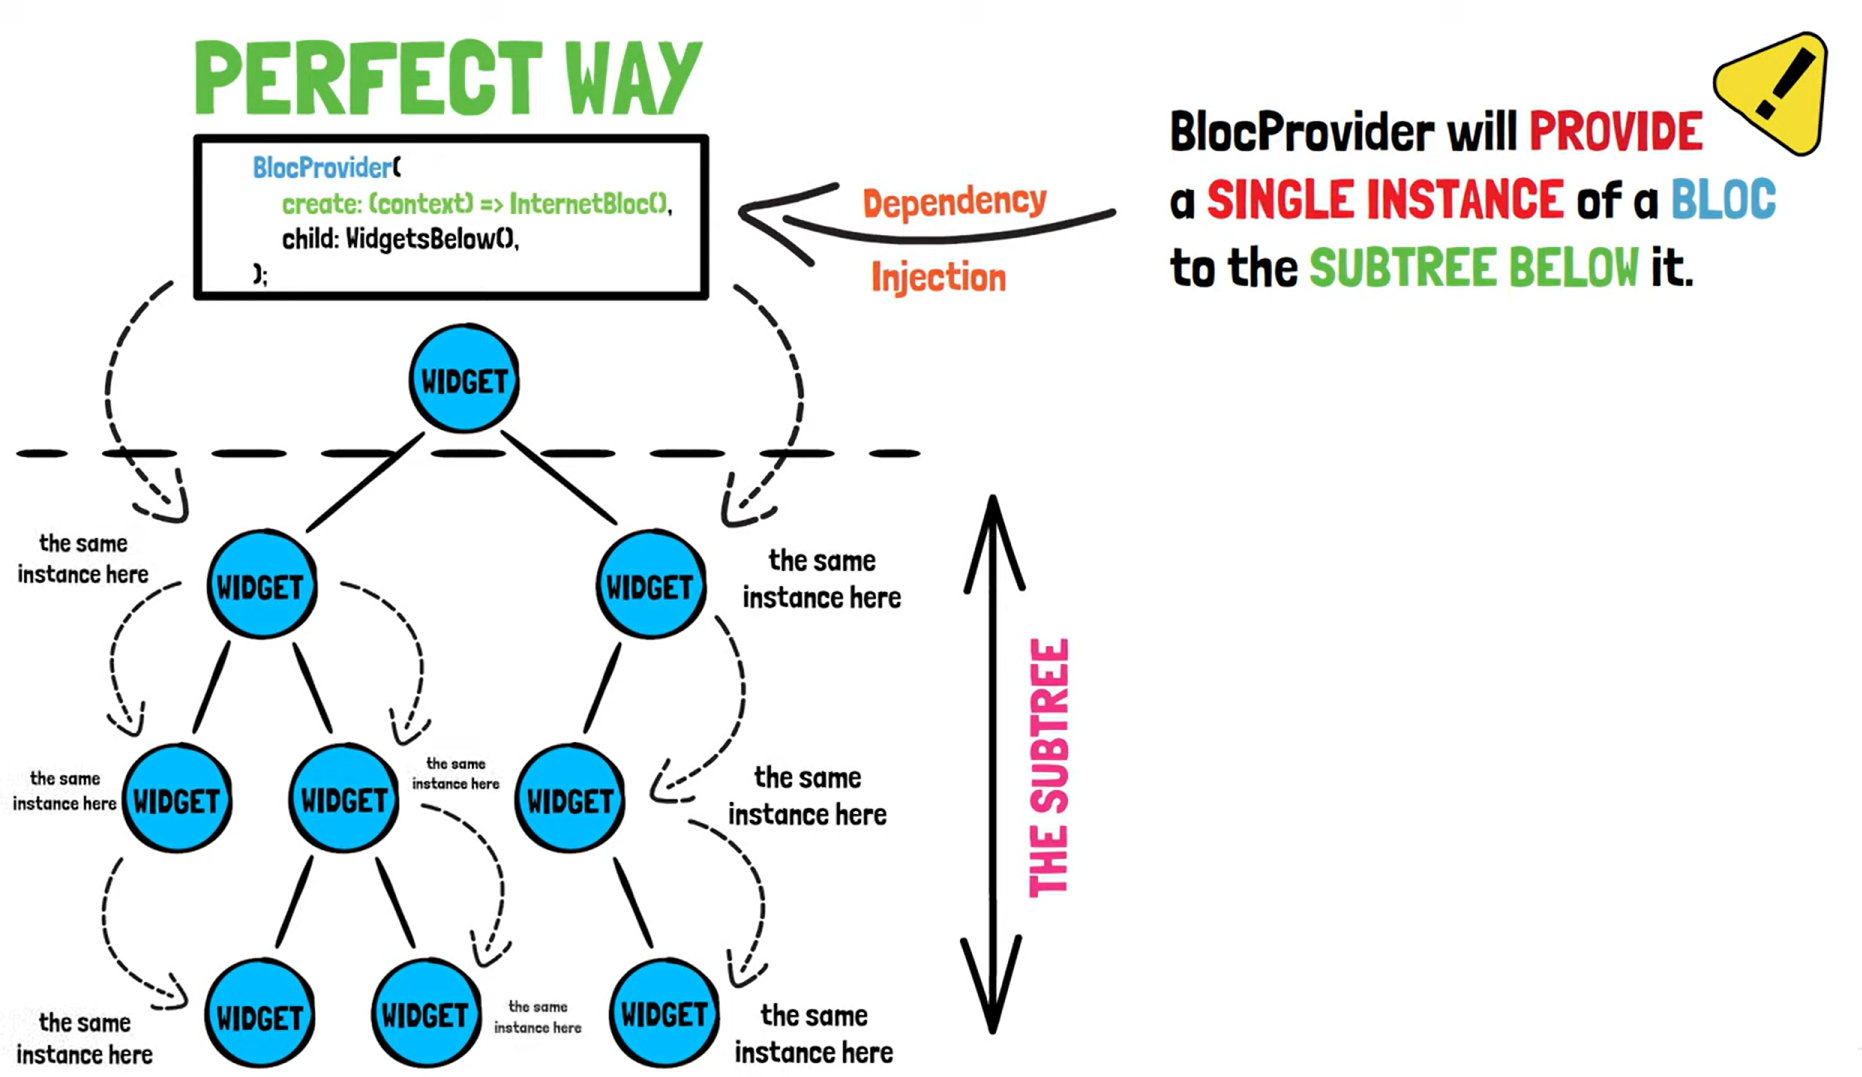 PERFECT WAY
BlocProvider(
create: (context) => InternetBloc(),
child: WidgetsBelow(),
);
Dependency
Injection
BlocProvider will PROVIDE
a SINGLE INSTANCE of a BLOC
to the SUBTREE BELOW it.
WIDGET
the same
instance here
WIDGET
WIDGET
the same
instance here
the same
instance here
WIDGET
WIDGET
the same
instance here
WIDGET
the same
instance here
THE SUBTREE
the same
instance here
WIDGET
WIDGET
the same
instance here
WIDGET
the same
instance here